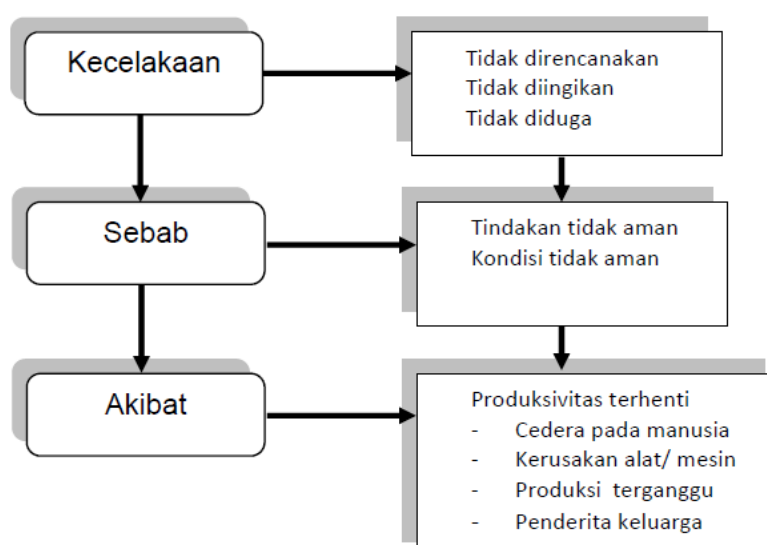 Kecelakaan
Tidak direncanakan
Tidak diingikan
Tidak diduga
Sebab
Tindakan tidak aman
Kondisi tidak aman
Akibat
Produksivitas terhenti
- Cedera pada manusia
- Kerusakan alat/ mesin
- Produksi terganggu
- Penderita keluarga